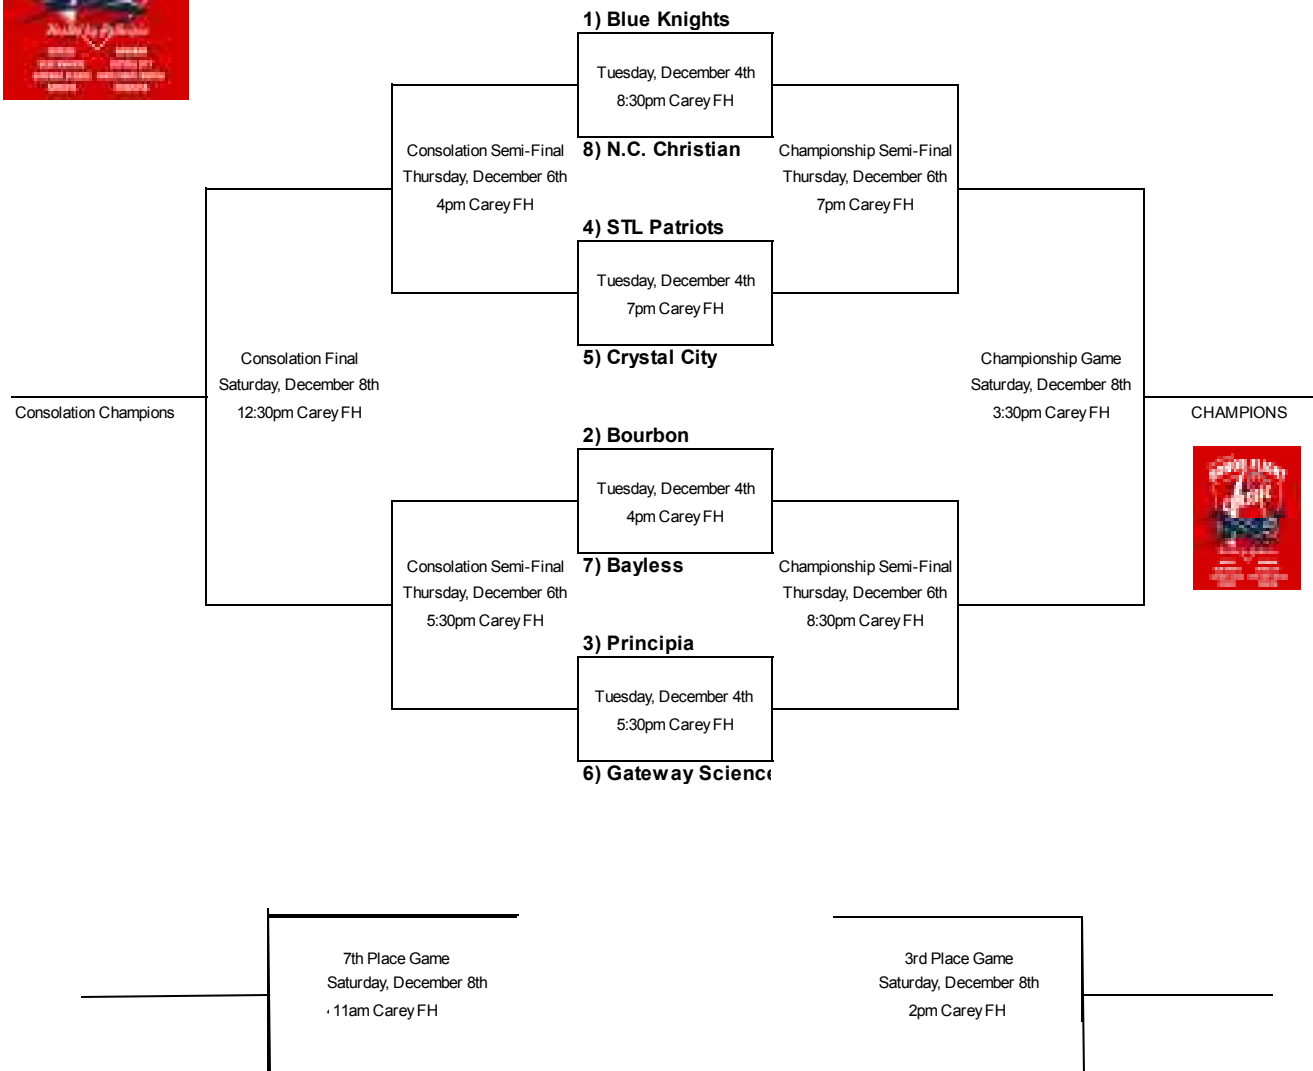 Hosted by Principia
1) Blue Knights
Tuesday, December 4th
8:30pm Carey FH
8) N.C. Christian
Consolation Semi-Final
Thursday, December 6th
4pm Carey FH
Championship Semi-Final
Thursday, December 6th
7pm Carey FH
4) STL Patriots
Tuesday, December 4th
7pm Carey FH
5) Crystal City
Consolation Final
Saturday, December 8th
12:30pm Carey FH
Consolation Champions
Championship Game
Saturday, December 8th
3:30pm Carey FH
CHAMPIONS
2) Bourbon
Tuesday, December 4th
4pm Carey FH
7) Bayless
HONOR FLIGHT
Classic
Consolation Semi-Final
Thursday, December 6th
5:30pm Carey FH
Championship Semi-Final
Thursday, December 6th
8:30pm Carey FH
3) Principia
Tuesday, December 4th
5:30pm Carey FH
6) Gateway Science
7th Place Game
Saturday, December 8th
11am Carey FH
3rd Place Game
Saturday, December 8th
2pm Carey FH